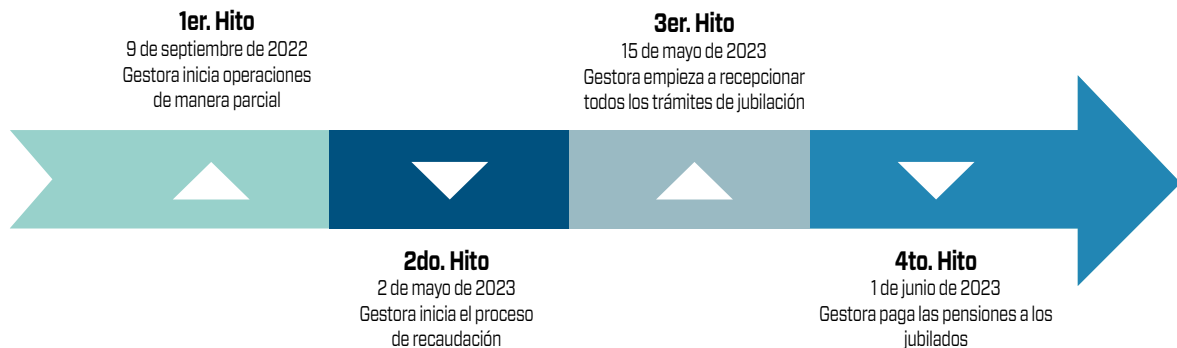 1er. Hito
9 de septiembre de 2022
Gestora inicia operaciones
de manera parcial
2do. Hito
2 de mayo de 2023
Gestora inicia el proceso
de recaudación
3er. Hito
15 de mayo de 2023
Gestora empieza a recepcionar
todos los trámites de jubilación
4to. Hito
1 de junio de 2023
Gestora paga las pensiones a los
jubilados